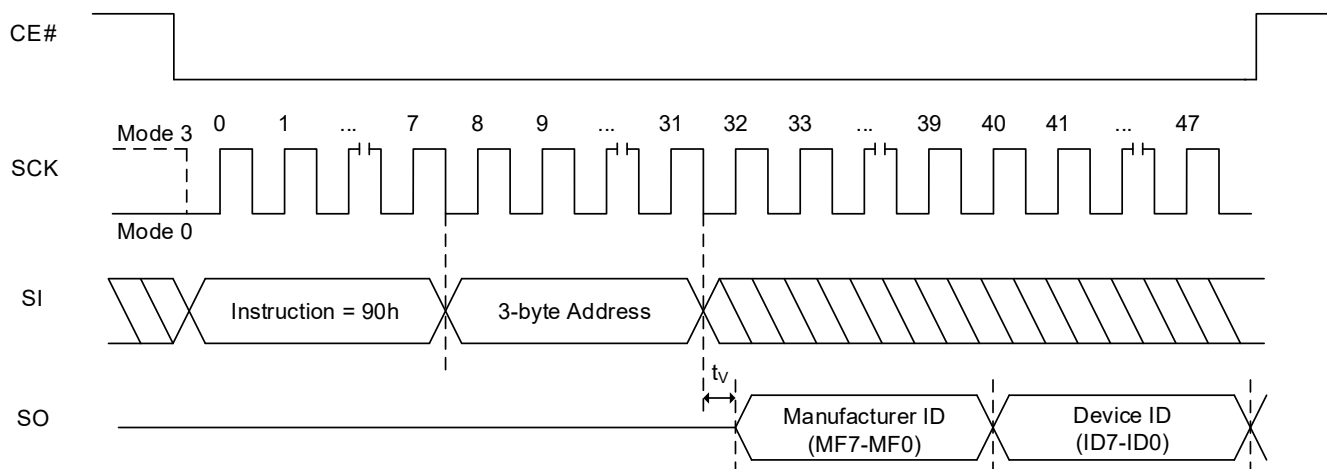 CE#
Mode 3
0 1 ... 7 8 9 ... 31 32 33 ... 39 40 41 ... 47
SCK
Mode 0
SI
Instruction = 90h
3-byte Address
tV
SO
Manufacturer ID
(MF7-MF0)
Device ID
(ID7-ID0)